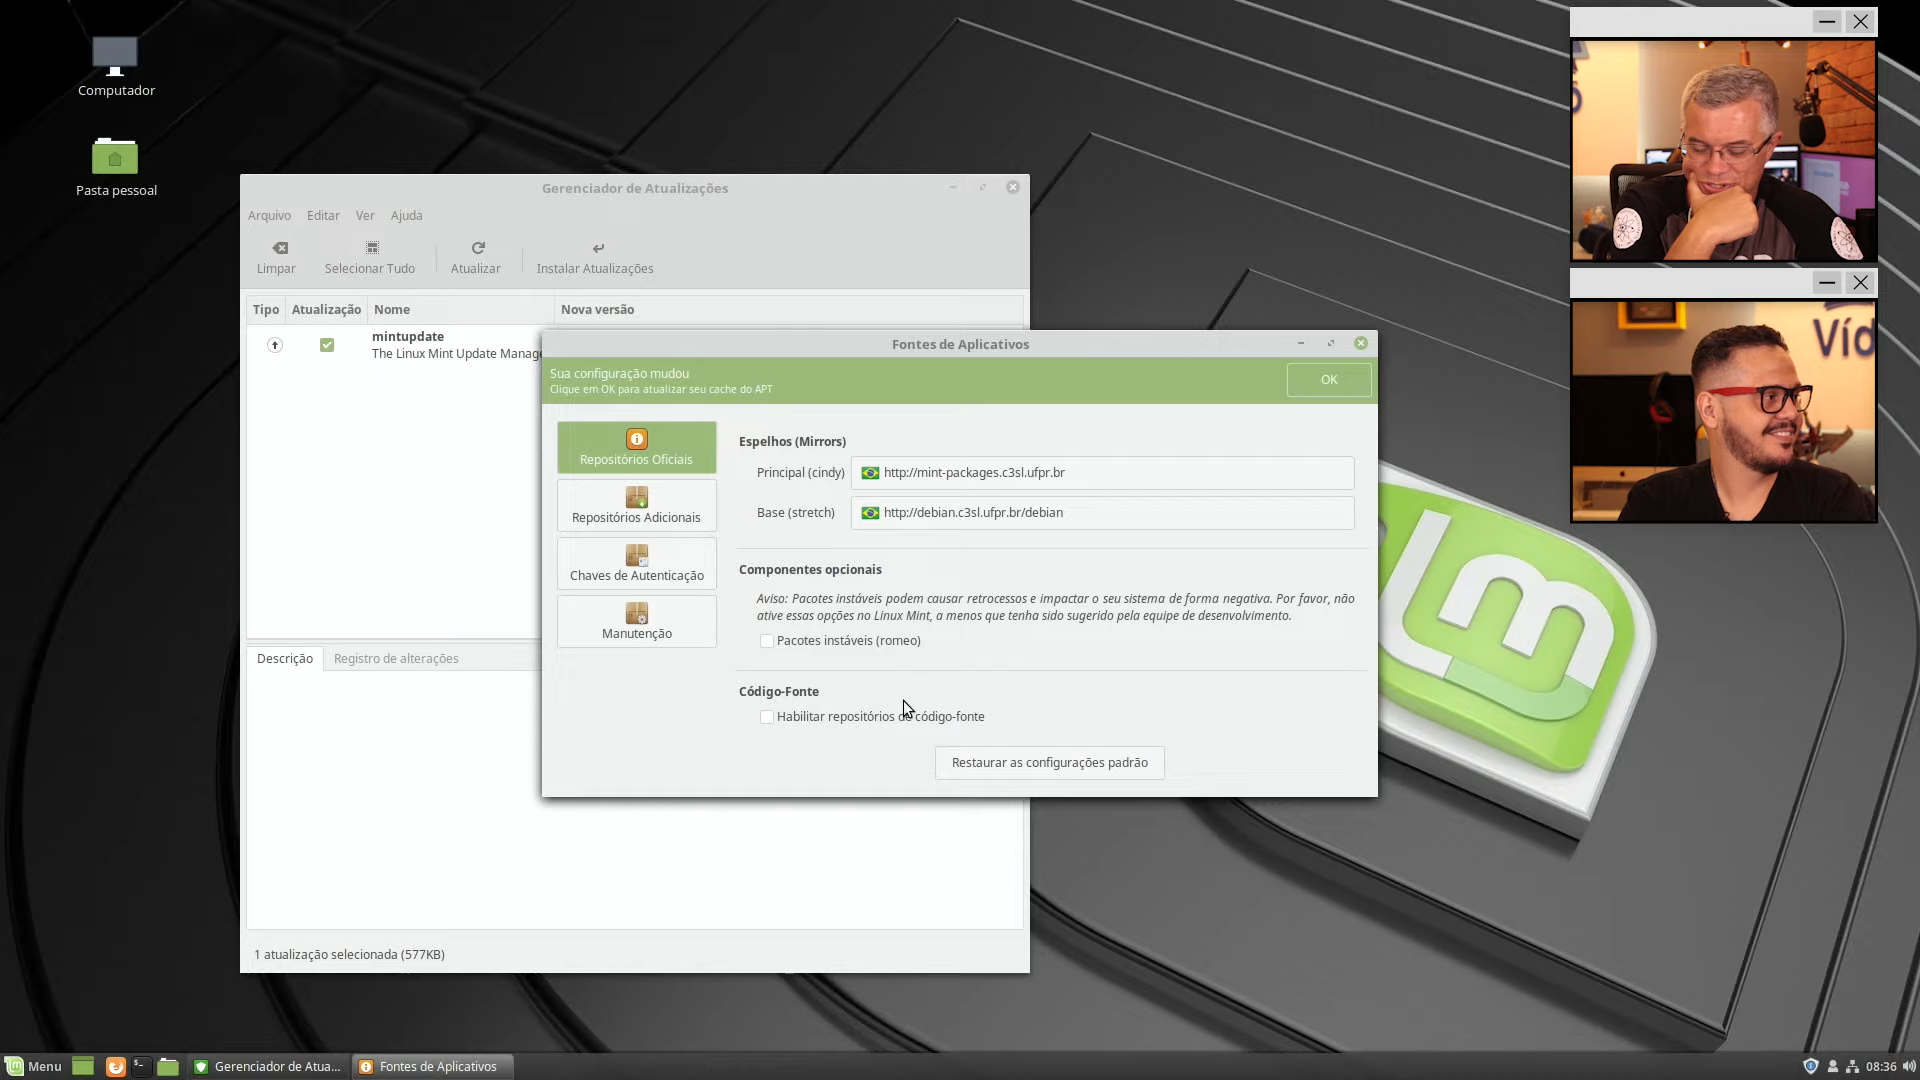 Computador
Pasta pessoal
Gerenciador de Atualizações
Arquivo Editar Ver Ajuda
Limpar Selecionar Tudo Atualizar Instalar Atualizações
Tipo Atualização Nome Nova versão
mintupdate
The Linux Mint Update Manage
Descrição Registro de alterações
1 atualização selecionada (577KB)
Fontes de Aplicativos
Sua configuração mudou
Clique em OK para atualizar seu cache do APT
OK
Repositórios Oficiais
Repositórios Adicionais
Chaves de Autenticação
Manutenção
Espelhos (Mirrors)
Principal (cindy) http://mint-packages.c3sl.ufpr.br
Base (stretch) http://debian.c3sl.ufpr.br/debian
Componentes opcionais
Aviso: Pacotes instáveis podem causar retrocessos e impactar o seu sistema de forma negativa. Por favor, não
ative essas opções no Linux Mint, a menos que tenha sido sugerido pela equipe de desenvolvimento.
Pacotes instáveis (romeo)
Código-Fonte
Habilitar repositórios de código-fonte
Restaurar as configurações padrão
Menu Gerenciador de Atua... Fontes de Aplicativos 08:36